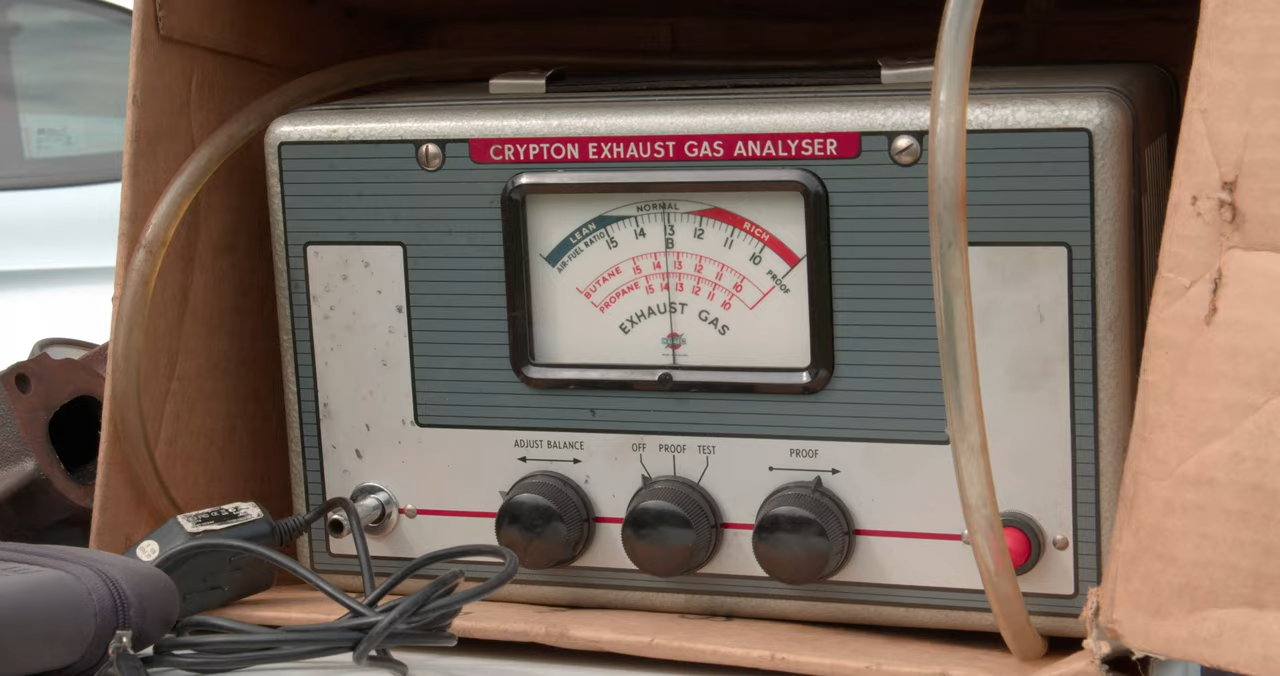 CRYPTON EXHAUST GAS ANALYSER
NORMAL
LEAN
RICH
AIR-FUEL RATIO
15 14 13 12 11 10
B
PROOF
BUTANE 15 14 13 12 11 10
PROPANE 15 14 13 12 11 10
EXHAUST GAS
ADJUST BALANCE
OFF PROOF TEST
PROOF